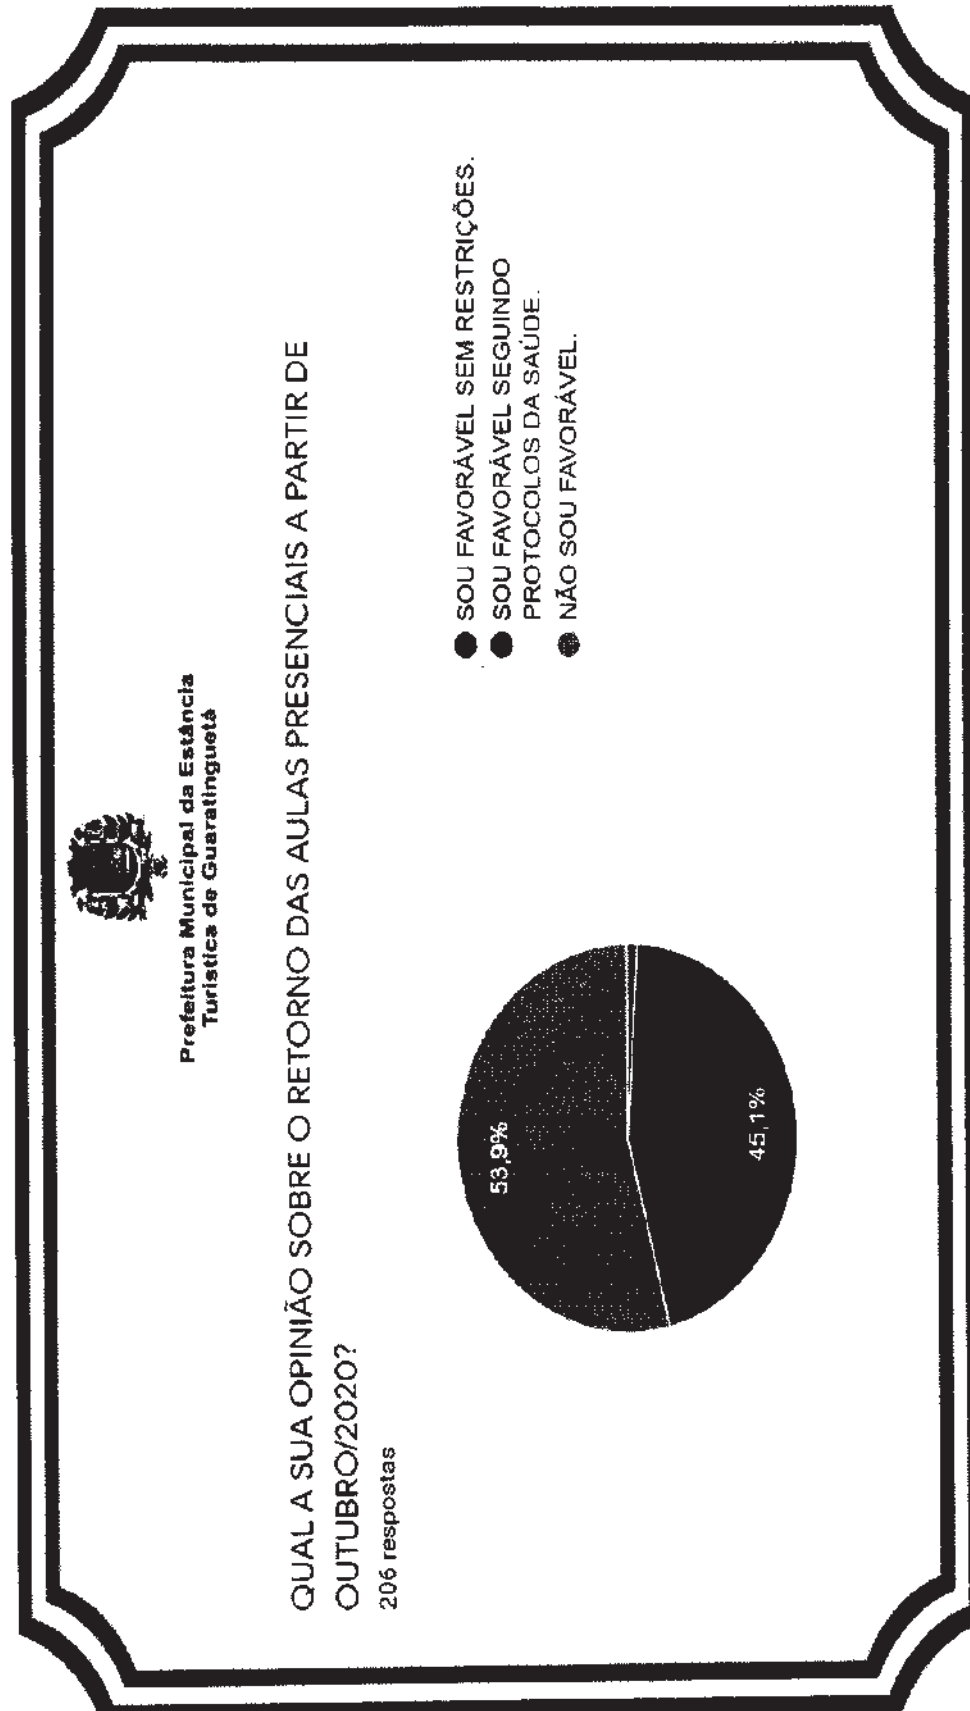 Prefeitura Municipal da Estância
Turística de Guaratinguetá
QUAL A SUA OPINIÃO SOBRE O RETORNO DAS AULAS PRESENCIAIS A PARTIR DE
OUTUBRO/2020?
206 respostas
SOU FAVORÁVEL SEM RESTRIÇÕES.
SOU FAVORÁVEL SEGUINDO
PROTOCOLOS DA SAÚDE.
NÃO SOU FAVORÁVEL.
53,9%
45,1%